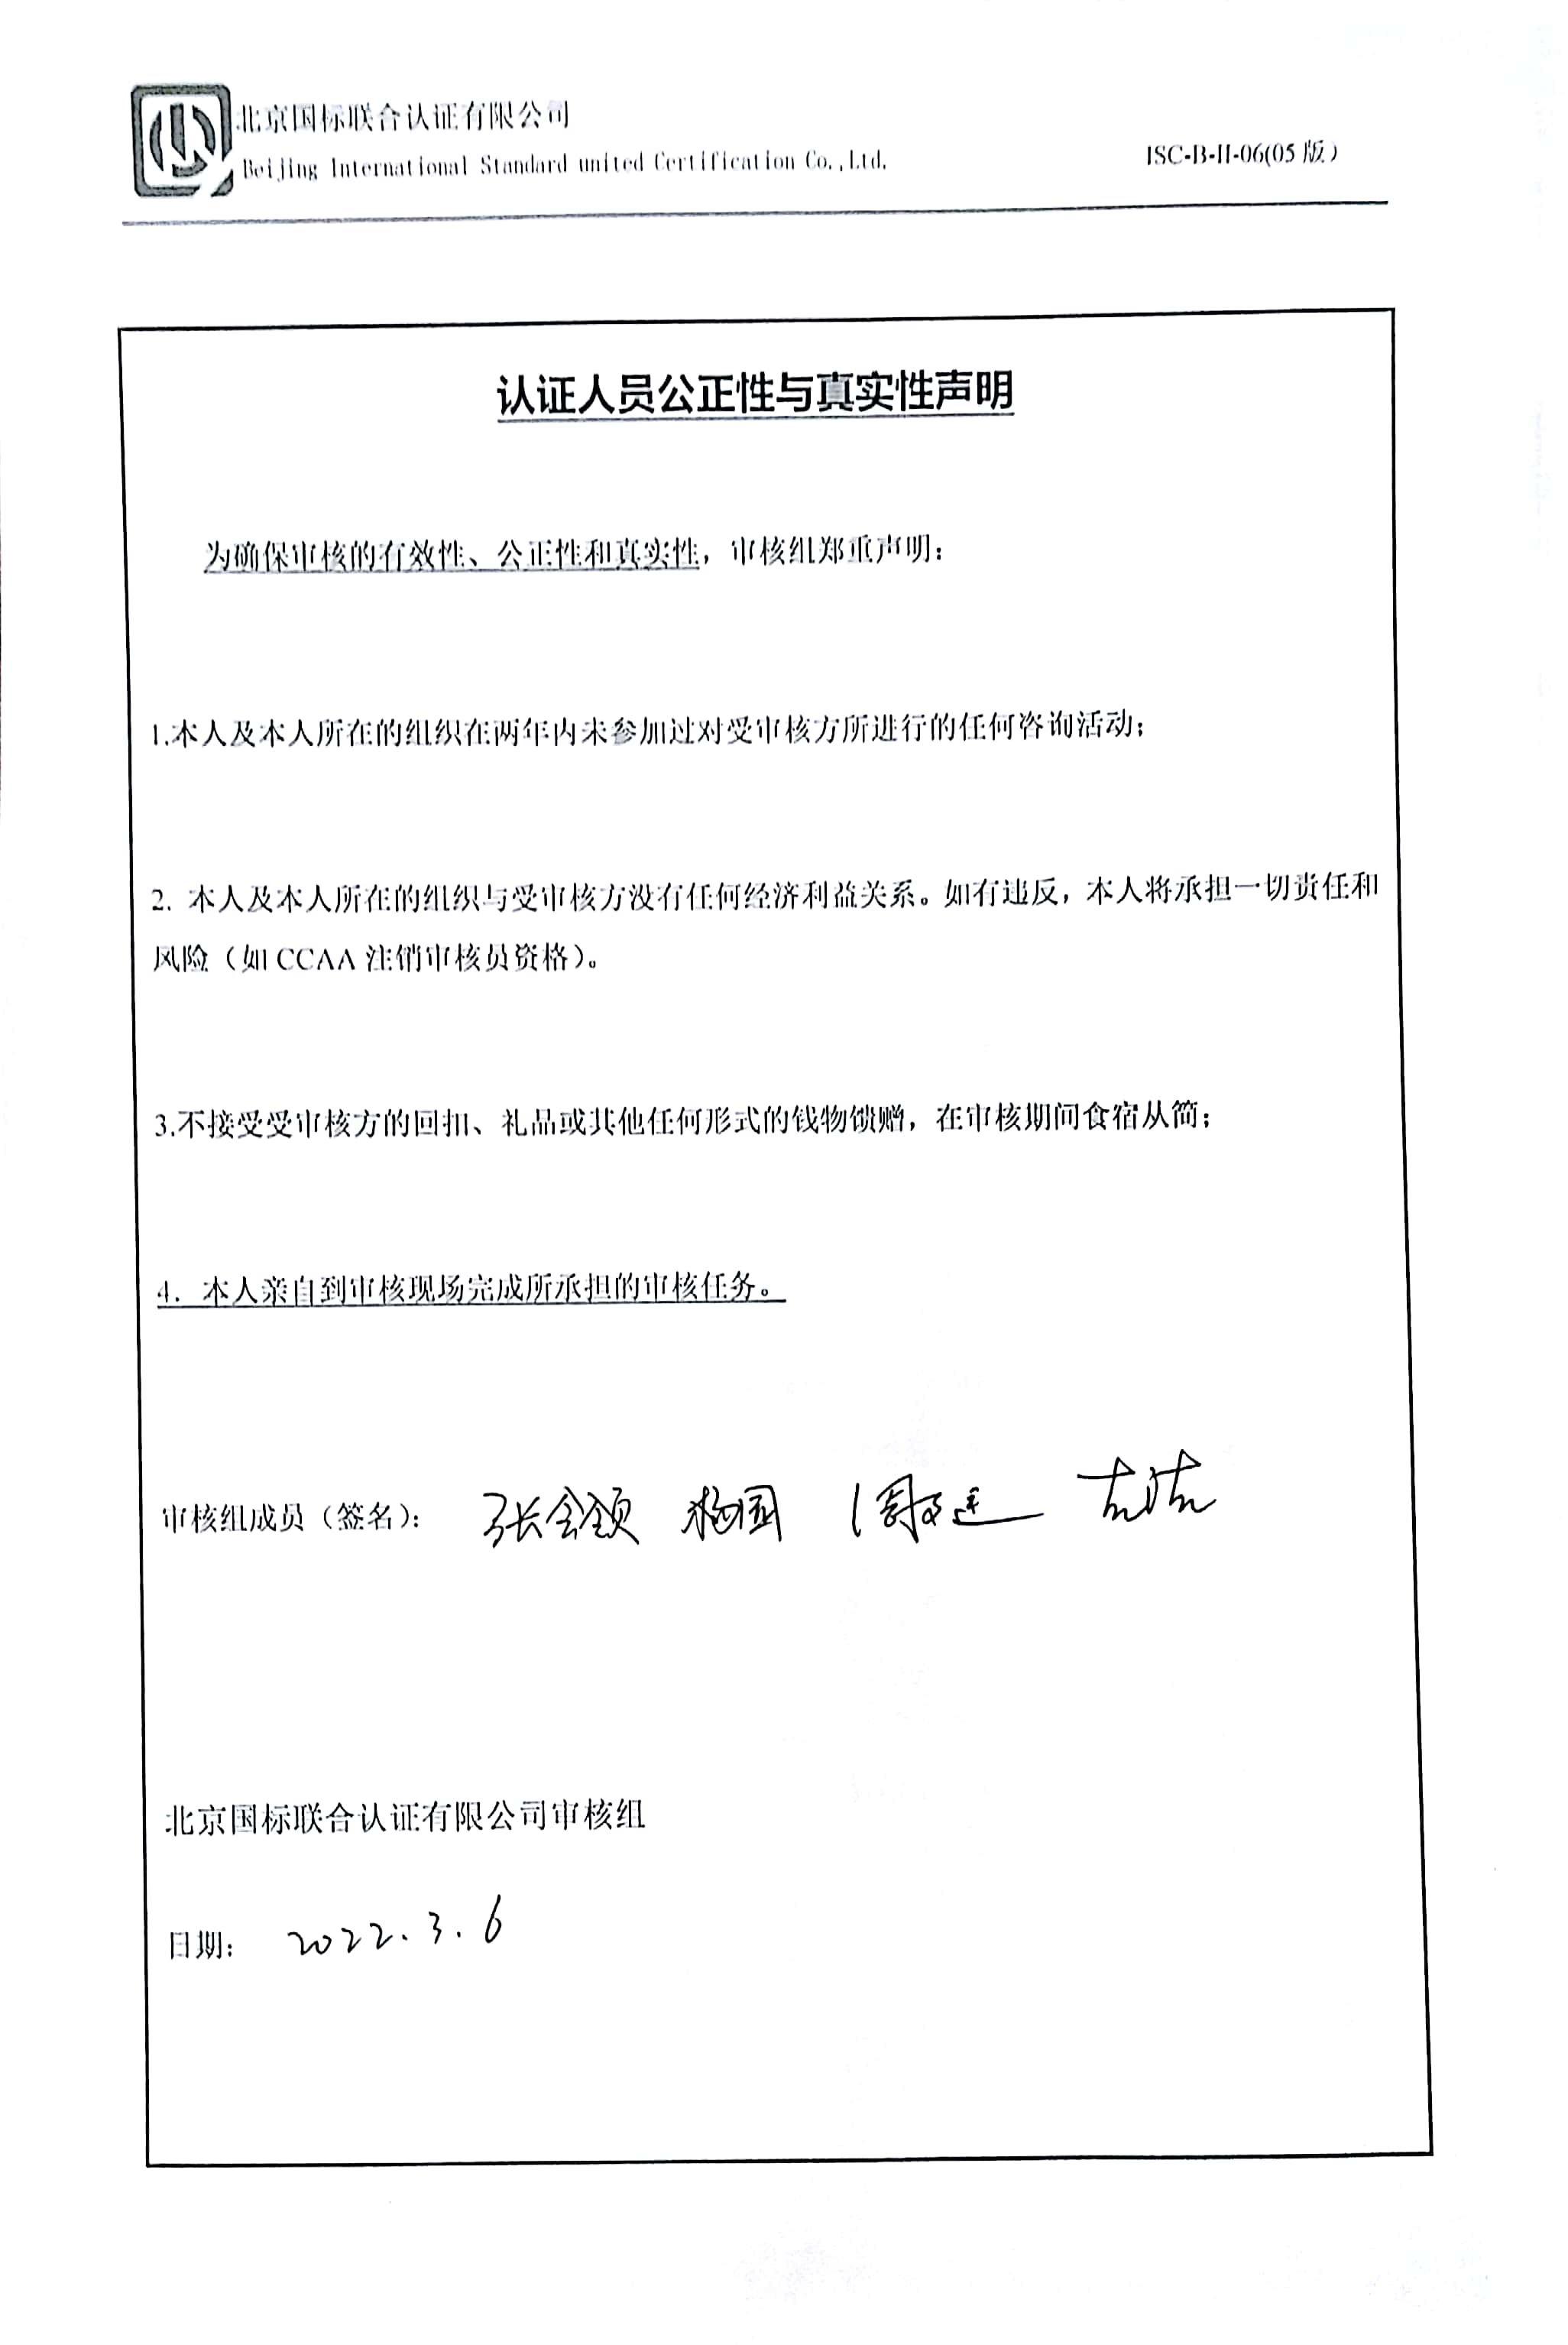 北京国标联合认证有限公司
Beijing International Standard united Certification Co.,Ltd.
ISC-B-II-06(05 版)
认证人员公正性与真实性声明
为确保审核的有效性、公正性和真实性，审核组郑重声明：
1.本人及本人所在的组织在两年内未参加过对受审核方所进行的任何咨询活动；
2. 本人及本人所在的组织与受审核方没有任何经济利益关系。如有违反，本人将承担一切责任和
风险（如 CCAA 注销审核员资格）。
3.不接受受审核方的回扣、礼品或其他任何形式的钱物馈赠，在审核期间食宿从简；
4. 本人亲自到审核现场完成所承担的审核任务。
审核组成员（签名）： 杨园
北京国标联合认证有限公司审核组
日期： 2022.3.6